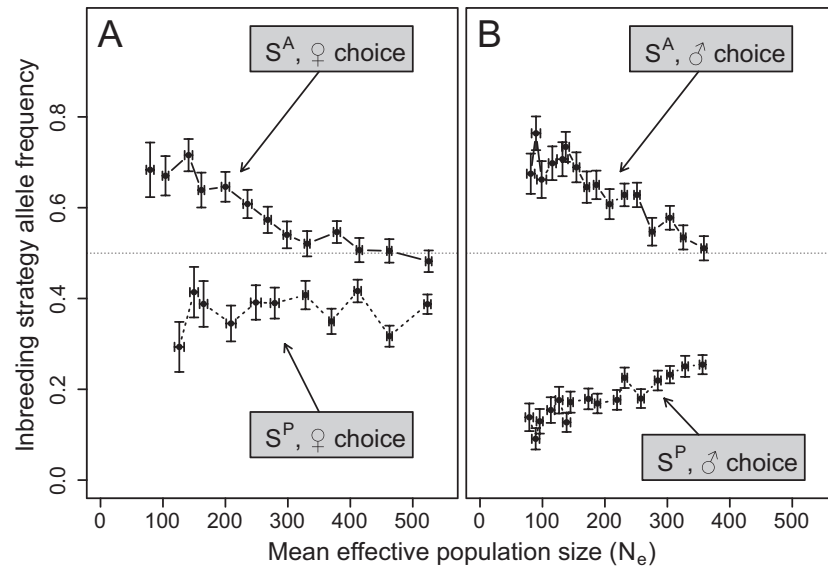 A
S^A, ♀ choice
S^P, ♀ choice
B
S^A, ♂ choice
S^P, ♂ choice
Inbreeding strategy allele frequency
0.8
0.6
0.4
0.2
0.0
0 100 200 300 400 500
0 100 200 300 400 500
Mean effective population size (N_e)